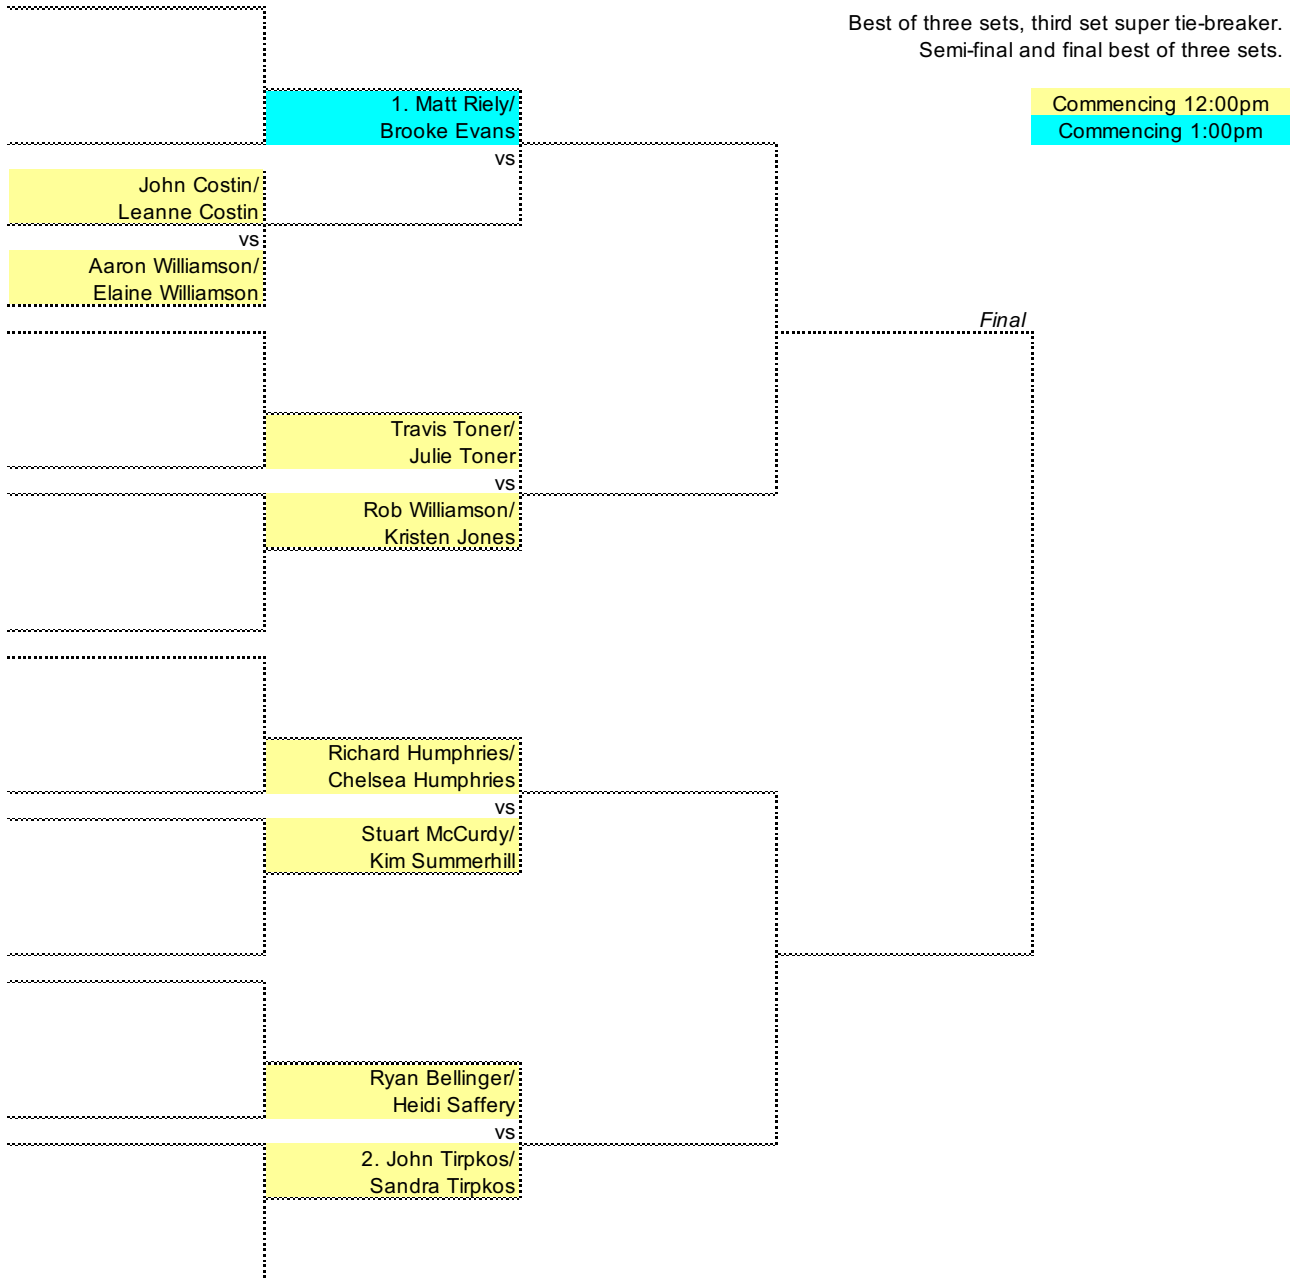 Best of three sets, third set super tie-breaker.
Semi-final and final best of three sets.
1. Matt Riely/
Brooke Evans
Commencing 12:00pm
Commencing 1:00pm
vs
John Costin/
Leanne Costin
vs
Aaron Williamson/
Elaine Williamson
Final
Travis Toner/
Julie Toner
vs
Rob Williamson/
Kristen Jones
Richard Humphries/
Chelsea Humphries
vs
Stuart McCurdy/
Kim Summerhill
Ryan Bellinger/
Heidi Saffery
vs
2. John Tirpkos/
Sandra Tirpkos